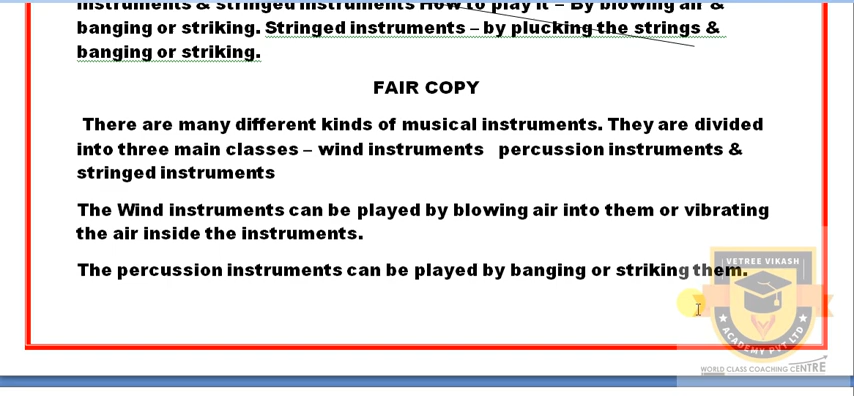 instruments & stringed instruments How to play it – By blowing air &
banging or striking. Stringed instruments – by plucking the strings &
banging or striking.
FAIR COPY
There are many different kinds of musical instruments. They are divided
into three main classes – wind instruments percussion instruments &
stringed instruments
The Wind instruments can be played by blowing air into them or vibrating
the air inside the instruments.
The percussion instruments can be played by banging or striking them.
VETREE VIKASH
ACADEMY PVT LTD
WORLD CLASS COACHING CENTRE